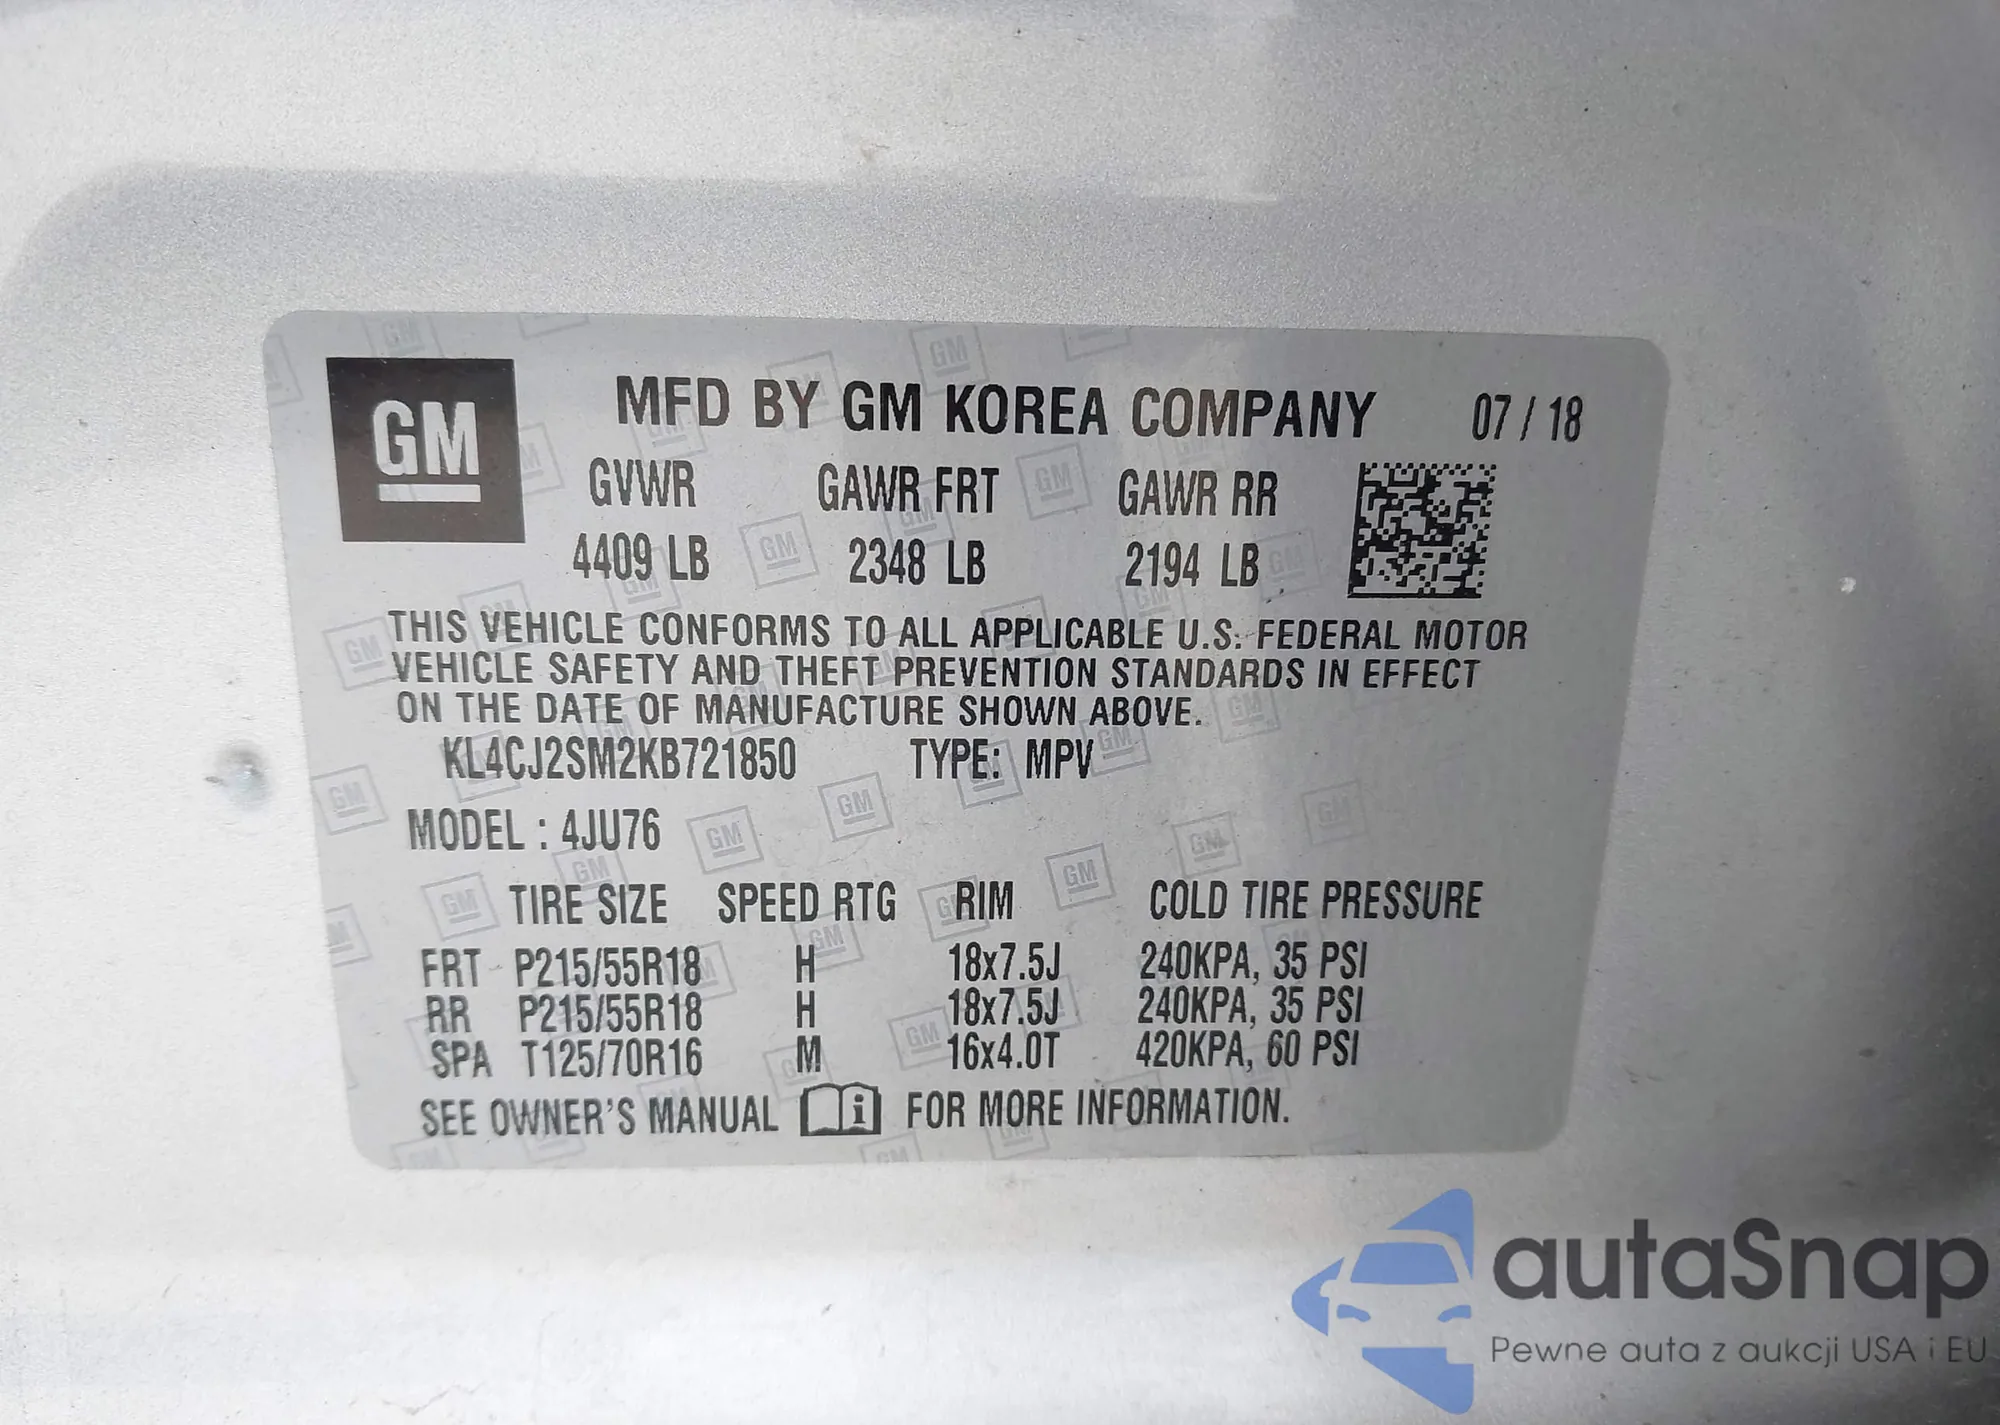 GM
MFD BY GM KOREA COMPANY 07 / 18
GVWR GAWR FRT GAWR RR
4409 LB 2348 LB 2194 LB
THIS VEHICLE CONFORMS TO ALL APPLICABLE U.S. FEDERAL MOTOR
VEHICLE SAFETY AND THEFT PREVENTION STANDARDS IN EFFECT
ON THE DATE OF MANUFACTURE SHOWN ABOVE.
KL4CJ2SM2KB721850 TYPE: MPV
MODEL : 4JU76
TIRE SIZE SPEED RTG RIM COLD TIRE PRESSURE
FRT P215/55R18 H 18x7.5J 240KPA, 35 PSI
RR P215/55R18 H 18x7.5J 240KPA, 35 PSI
SPA T125/70R16 M 16x4.0T 420KPA, 60 PSI
SEE OWNER'S MANUAL i FOR MORE INFORMATION.
autaSnap
Pewne auta z aukcji USA i EU